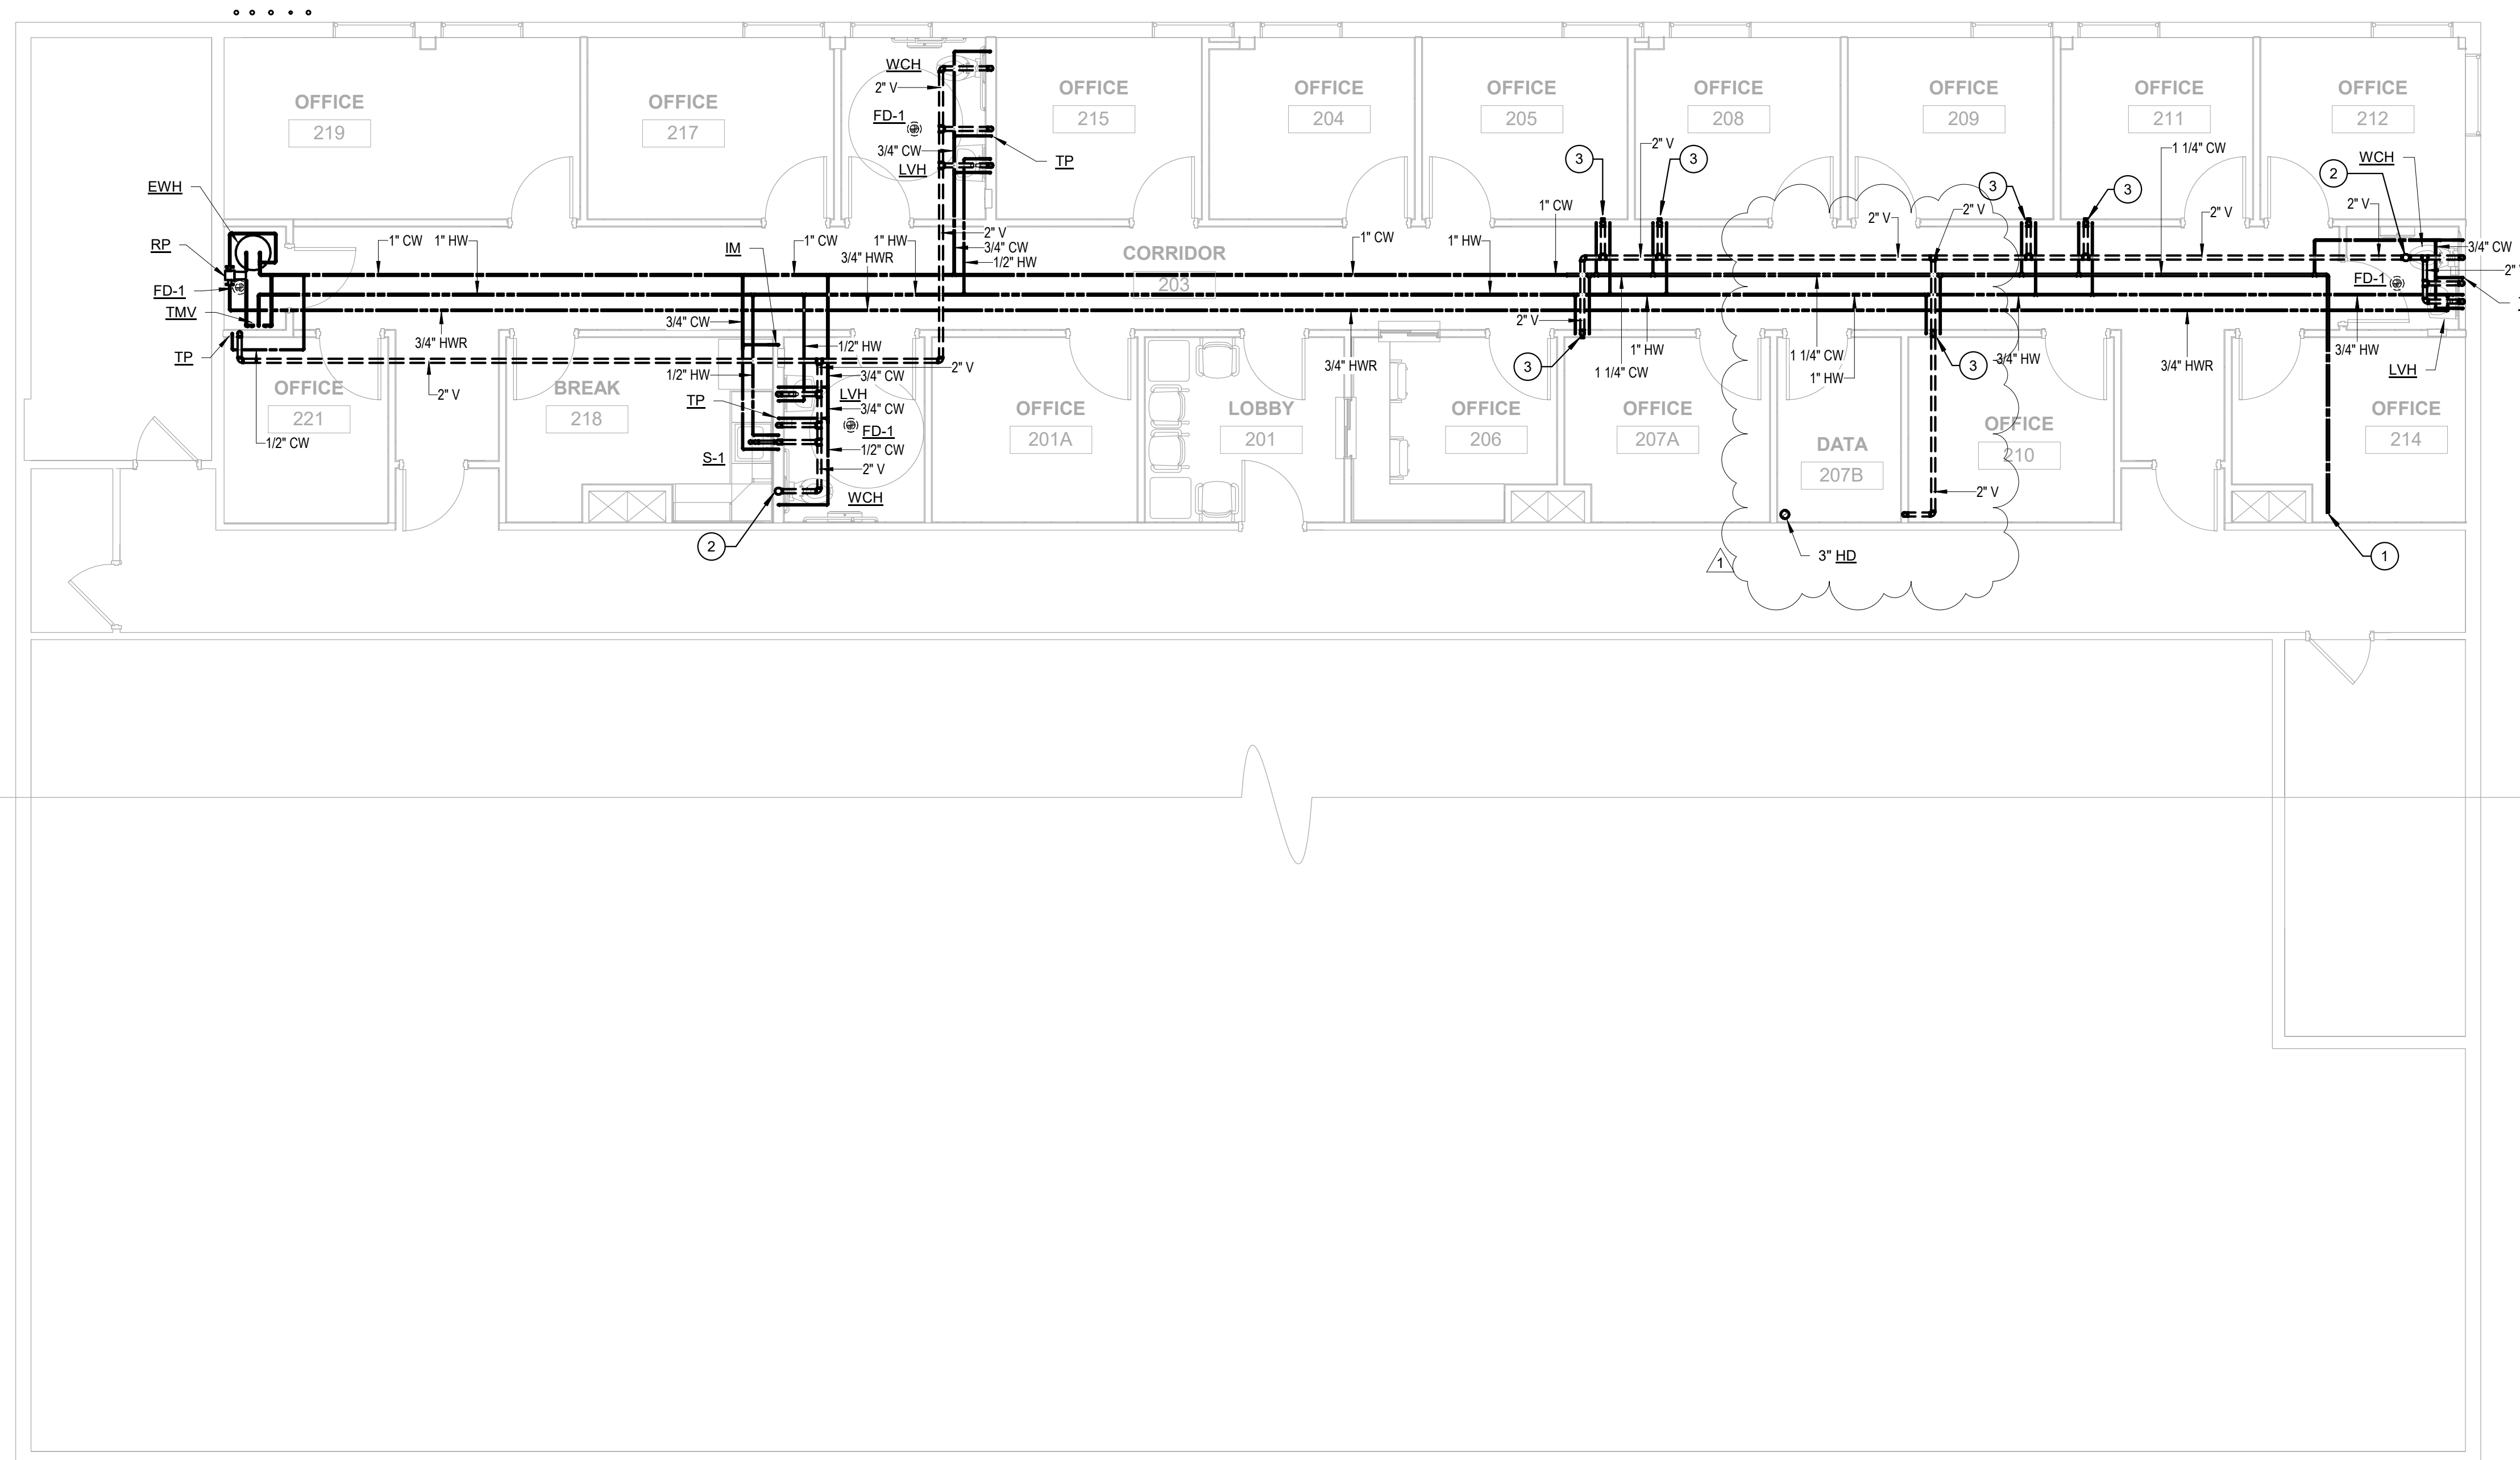 WCH
2" V
FD-1
3/4" CW
LVH
TP
OFFICE
219
OFFICE
217
OFFICE
215
OFFICE
204
OFFICE
205
OFFICE
208
OFFICE
209
OFFICE
211
OFFICE
212
3
2" V
3
3
3
1 1/4" CW
2
WCH
EWH
RP
FD-1
TMV
TP
1" CW
1" HW
3/4" HWR
IM
1" CW
1" HW
3/4" HWR
2" V
3/4" CW
1/2" HW
CORRIDOR
203
1" CW
1" HW
1" CW
2" V
2" V
2" V
2" V
3/4" CW
2"
FD-1
3/4" CW
1/2" HW
1/2" HW
2" V
3/4" CW
LVH
3/4" CW
TP
FD-1
1/2" CW
S-1
2" V
WCH
2
2" V
1/2" CW
OFFICE
221
BREAK
218
OFFICE
201A
LOBBY
201
3/4" HWR
OFFICE
206
2" V
3
1 1/4" CW
1" HW
OFFICE
207A
1 1/4" CW
1" HW
3
3/4" HW
DATA
207B
OFFICE
210
2" V
3/4" HWR
3/4" HW
LVH
OFFICE
214
1
3" HD
1